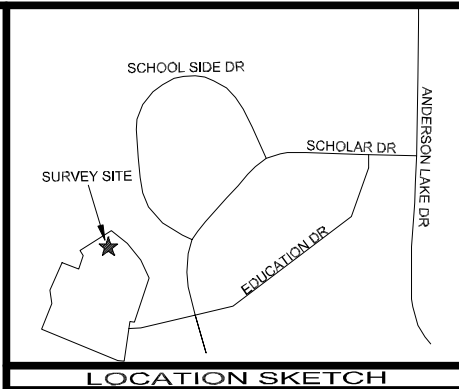 SCHOOL SIDE DR
SCHOLAR DR
ANDERSON LAKE DR
SURVEY SITE
EDUCATION DR
LOCATION SKETCH